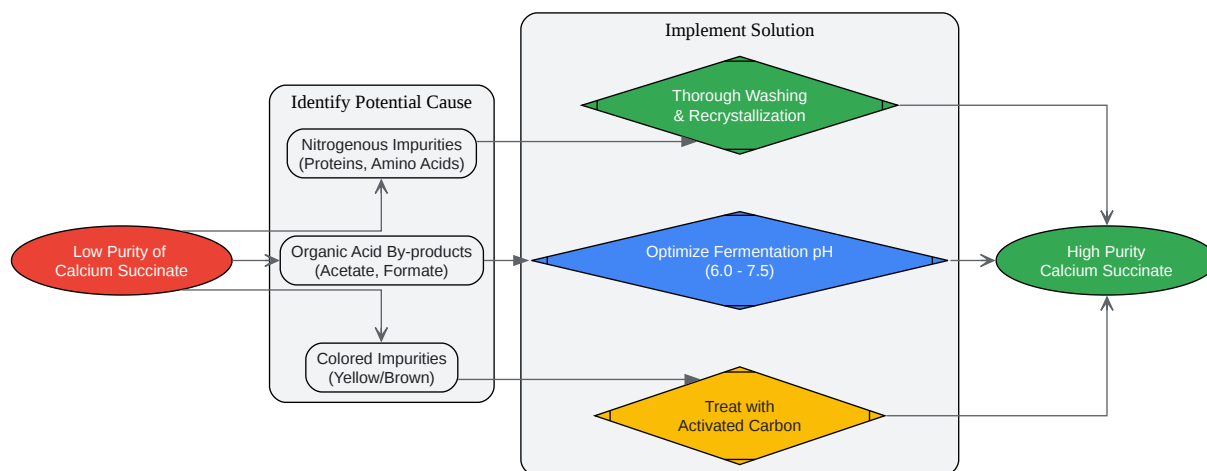 Implement Solution
Identify Potential Cause
Thorough Washing
& Recrystallization
Nitrogenous Impurities
(Proteins, Amino Acids)
Low Purity of
Calcium Succinate
Organic Acid By-products
(Acetate, Formate)
Optimize Fermentation pH
(6.0 - 7.5)
High Purity
Calcium Succinate
Colored Impurities
(Yellow/Brown)
Treat with
Activated Carbon